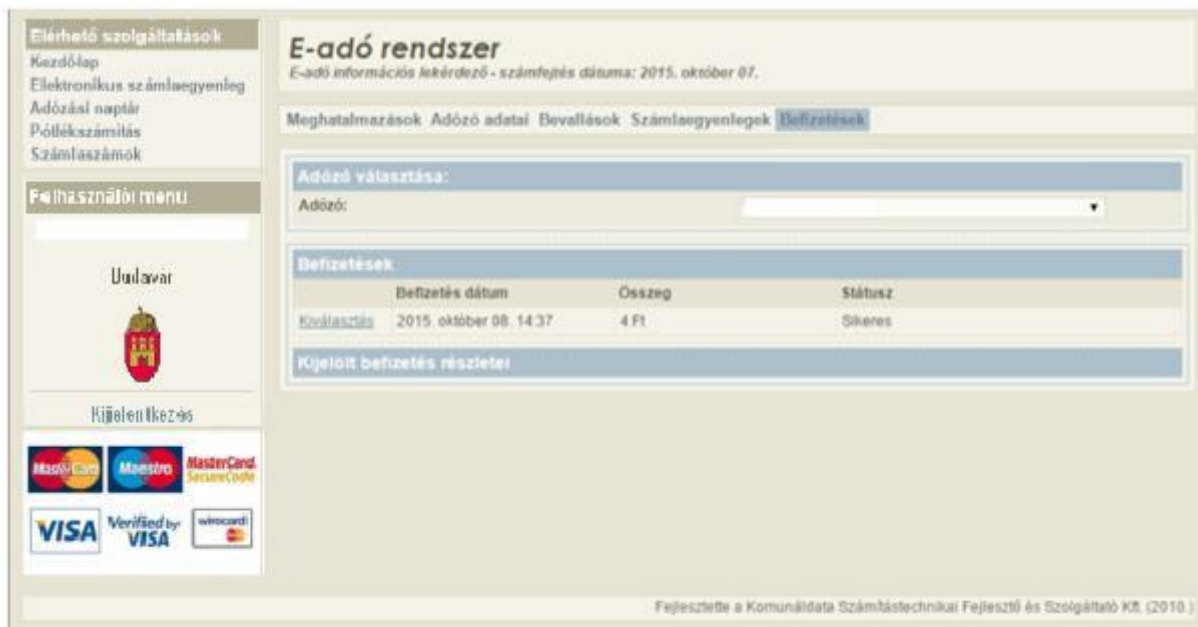 Elérhető szolgáltatások
Kezdőlap
Elektronikus számlaegyenleg
Adózási naptár
Pótlékszámítás
Számlaszámok
Felhasználói menü
Budavár
Kijelentkezés
MasterCard
Maestro
MasterCard.
SecureCode
VISA
Verified by
VISA
wirecard
E-adó rendszer
E-adó információs lekérdező - számfejtés dátuma: 2015. október 07.
Meghatalmazások Adózó adatai Bevallások Számlaegyenlegek Befizetések
Adózó választása:
Adózó:
Befizetések
Befizetés dátum Összeg Státusz
Kiválasztás 2015. október 08. 14:37 4 Ft Sikeres
Kijelölt befizetés részletei
Fejlesztette a Komunáldata Számítástechnikai Fejlesztő és Szolgáltató Kft. (2010.)